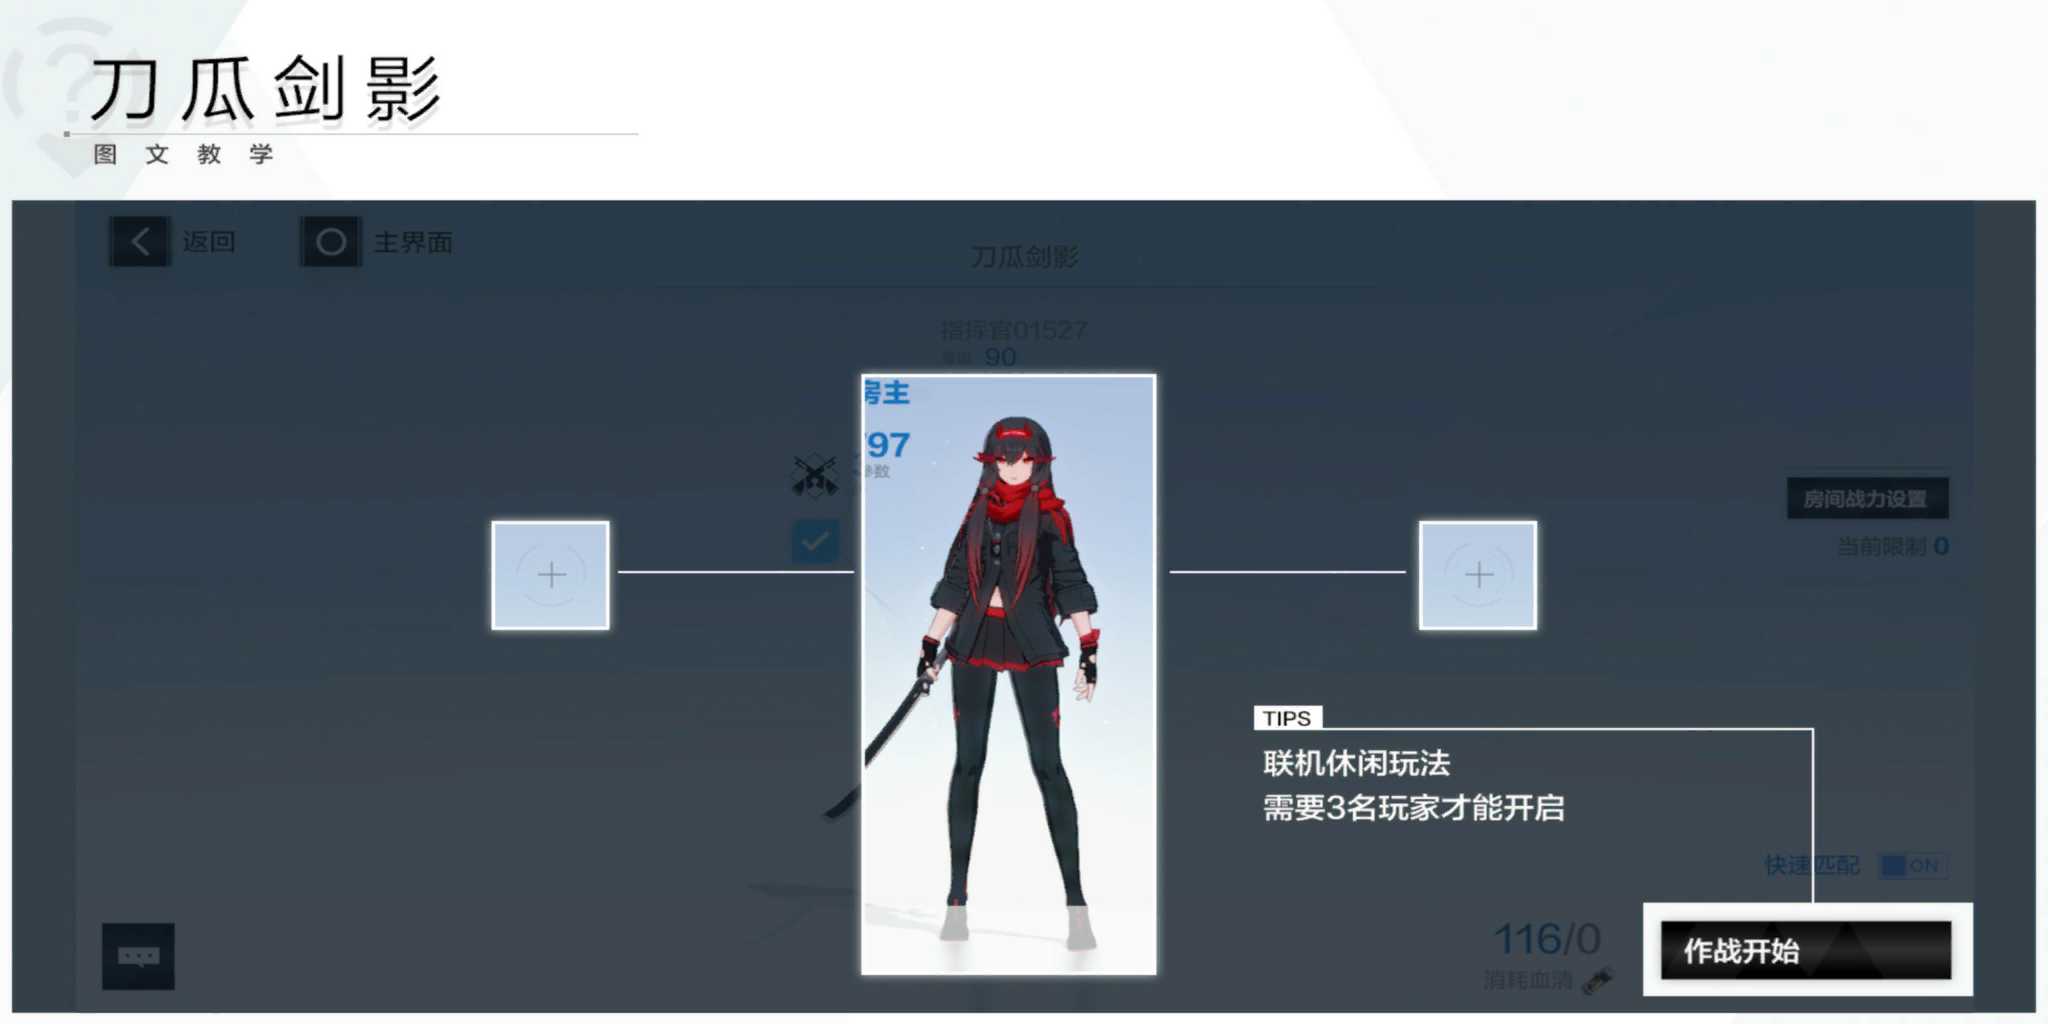 刀瓜剑影
图文教学
返回
主界面
刀瓜剑影
指挥官01527
等级 90
房主
97
参数
房间战力设置
当前限制 0
TIPS
联机休闲玩法
需要3名玩家才能开启
快速匹配 ON
116/0
消耗血清
作战开始